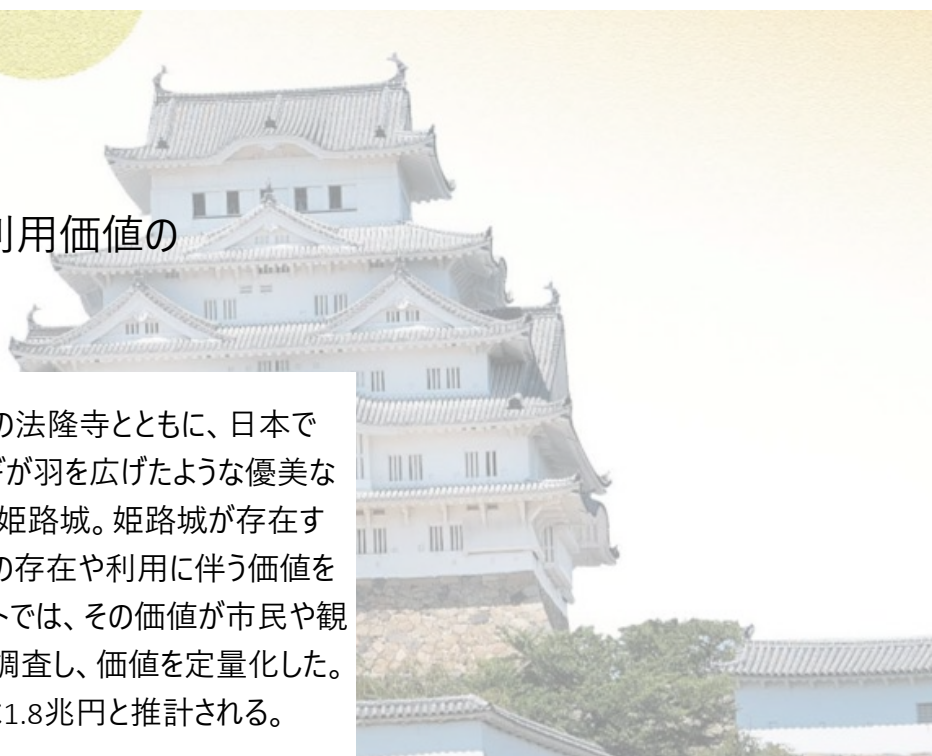 利用価値の
の法隆寺とともに、日本で
が羽を広げたような優美な
姫路城。姫路城が存在す
の存在や利用に伴う価値を
トでは、その価値が市民や観
調査し、価値を定量化した。
1.8兆円と推計される。